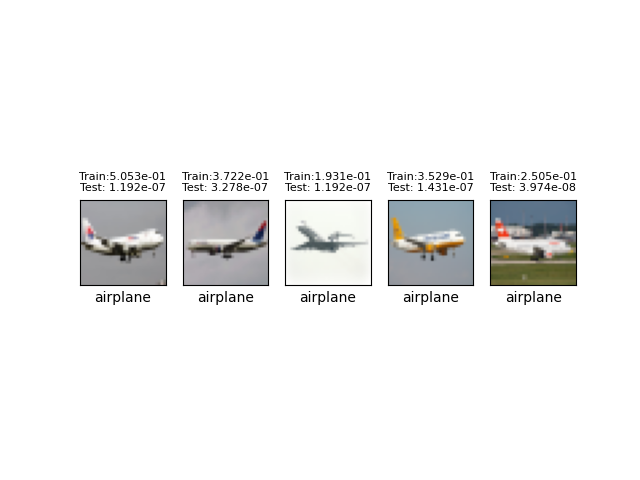 Train:5.053e-01
Test: 1.192e-07
airplane
Train:3.722e-01
Test: 3.278e-07
airplane
Train:1.931e-01
Test: 1.192e-07
airplane
Train:3.529e-01
Test: 1.431e-07
airplane
Train:2.505e-01
Test: 3.974e-08
airplane